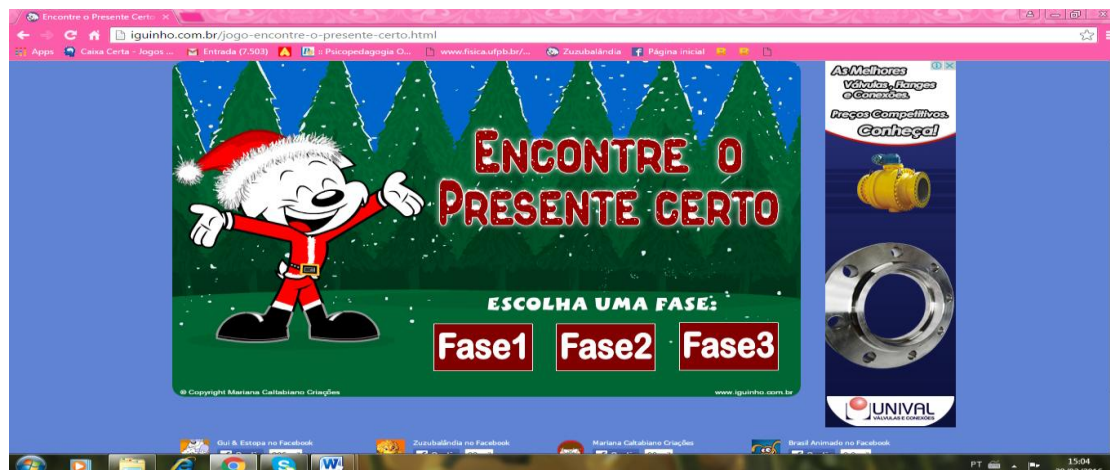 Encontre o Presente Certo
iguinho.com.br/jogo-encontre-o-presente-certo.html
Apps
Caixa Certa - Jogos ...
Entrada (7.503)
:: Psicopedagogia O...
www.fisica.ufpb.br/...
Zuzubalândia
Página inicial
ENCONTRE O
PRESENTE CERTO
ESCOLHA UMA FASE:
Fase1
Fase2
Fase3
© Copyright Mariana Caltabiano Criações
www.iguinho.com.br
As Melhores
Válvulas, Flanges
e Conexões.
Preços Competitivos.
Conheça!
UNIVAL
VÁLVULAS E CONEXÕES
Gui & Estopa no Facebook
Zuzubalândia no Facebook
Mariana Caltabiano Criações
Brasil Animado no Facebook
PT
15:04